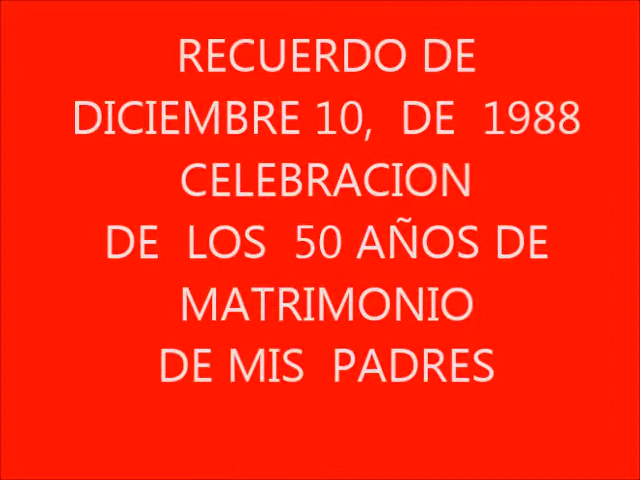 RECUERDO DE
DICIEMBRE 10,  DE  1988
CELEBRACION
DE  LOS  50 AÑOS DE
MATRIMONIO
DE MIS  PADRES